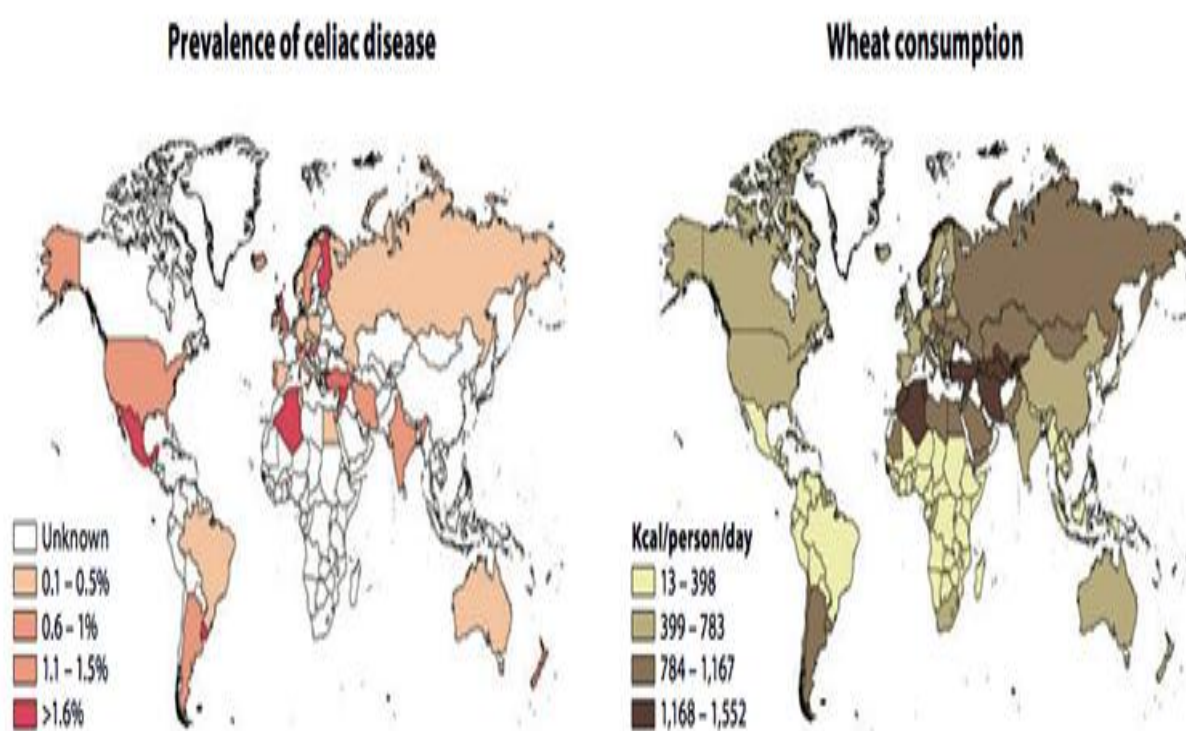 Prevalence of celiac disease
Wheat consumption
Unknown
0.1 – 0.5%
0.6 – 1%
1.1 – 1.5%
>1.6%
Kcal/person/day
13 – 398
399 – 783
784 – 1,167
1,168 – 1,552